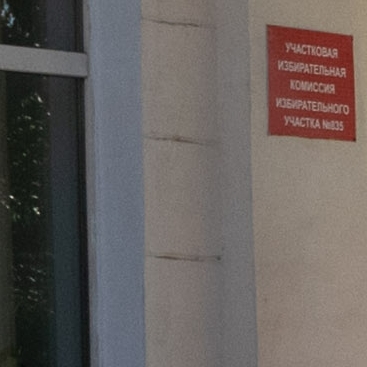 УЧАСТКОВАЯ
ИЗБИРАТЕЛЬНАЯ
КОМИССИЯ
ИЗБИРАТЕЛЬНОГО
УЧАСТКА №835